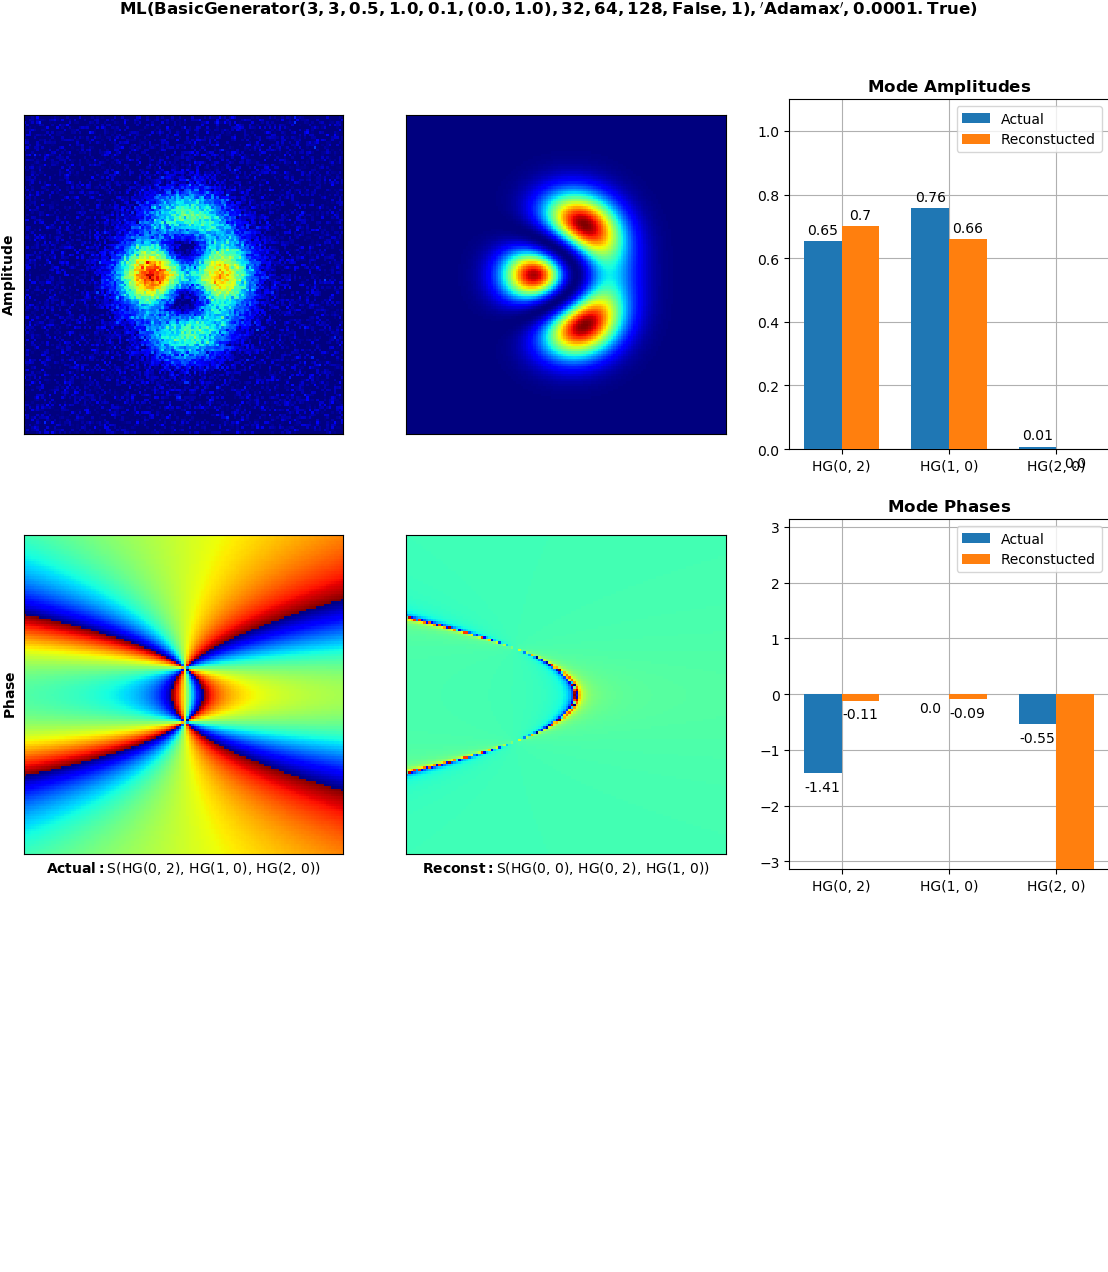 ML(BasicGenerator(3, 3, 0.5, 1.0, 0.1, (0.0, 1.0), 32, 64, 128, False, 1), ′Adamax′, 0.0001. True)
Amplitude
Mode Amplitudes
Actual
Reconstucted
1.0
0.8
0.6
0.4
0.2
0.0
0.65
0.7
0.76
0.66
0.01
0.0
HG(0, 2)
HG(1, 0)
HG(2, 0)
Phase
Actual: S(HG(0, 2), HG(1, 0), HG(2, 0))
Reconst: S(HG(0, 0), HG(0, 2), HG(1, 0))
Mode Phases
Actual
Reconstucted
3
2
1
0
−1
−2
−3
-1.41
-0.11
0.0
-0.09
-0.55
HG(0, 2)
HG(1, 0)
HG(2, 0)